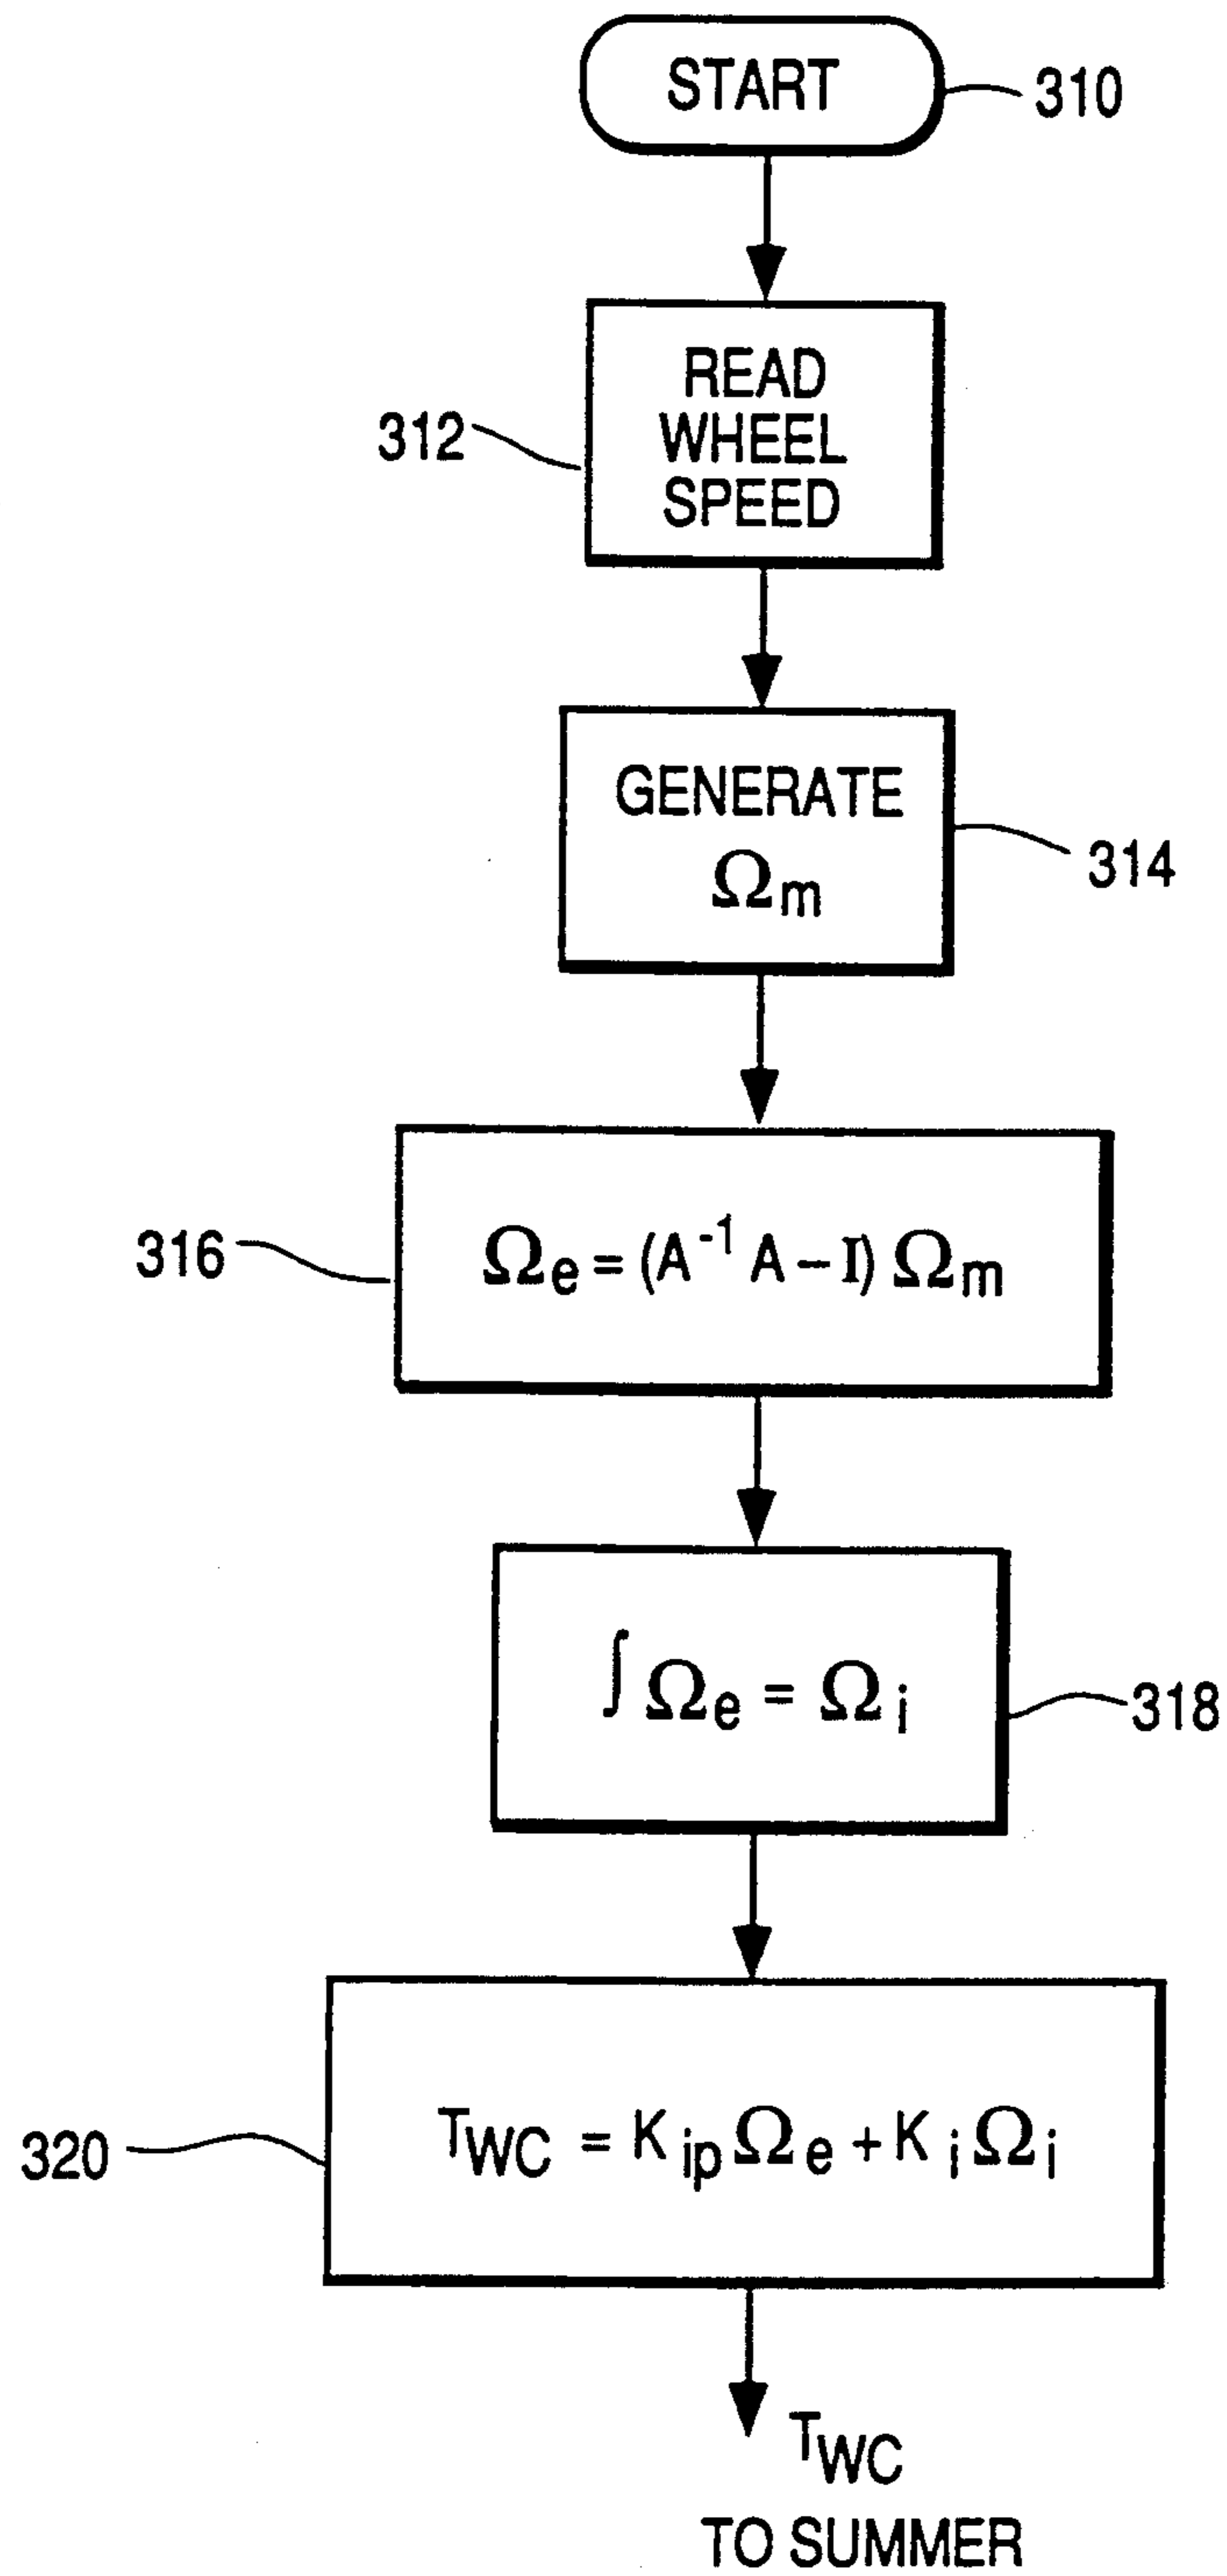 START
310
READ
WHEEL
SPEED
312
GENERATE
Ωm
314
Ωe = (A⁻¹ A – I) Ωm
316
∫ Ωe = Ωi
318
TWC = Kip Ωe + Ki Ωi
320
TWC
TO SUMMER